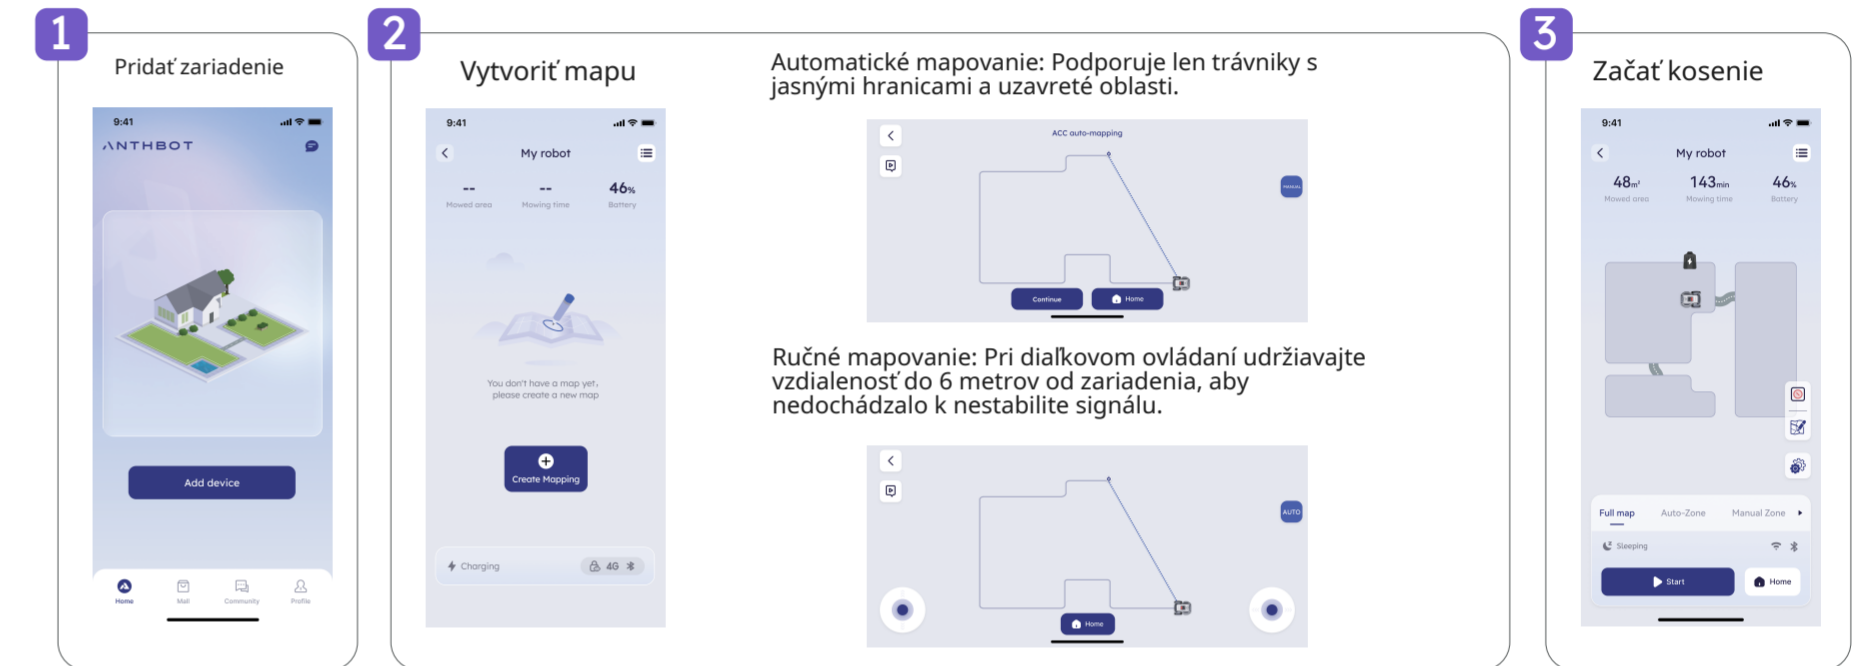 1
Pridať zariadenie
9:41
ANTHBOT
Add device
Home
Mall
Community
Profile
2
Vytvoriť mapu
9:41
My robot
--
--
46%
Mowed area
Mowing time
Battery
You don't have a map yet,
please create a new map
Create Mapping
Charging
4G
Automatické mapovanie: Podporuje len trávniky s
jasnými hranicami a uzavreté oblasti.
ACC auto-mapping
MANUAL
Continue
Home
Ručné mapovanie: Pri diaľkovom ovládaní udržiavajte
vzdialenosť do 6 metrov od zariadenia, aby
nedochádzalo k nestabilite signálu.
AUTO
Home
3
Začať kosenie
9:41
My robot
48m²
143min
46%
Mowed area
Mowing time
Battery
Full map
Auto-Zone
Manual Zone
Sleeping
Start
Home